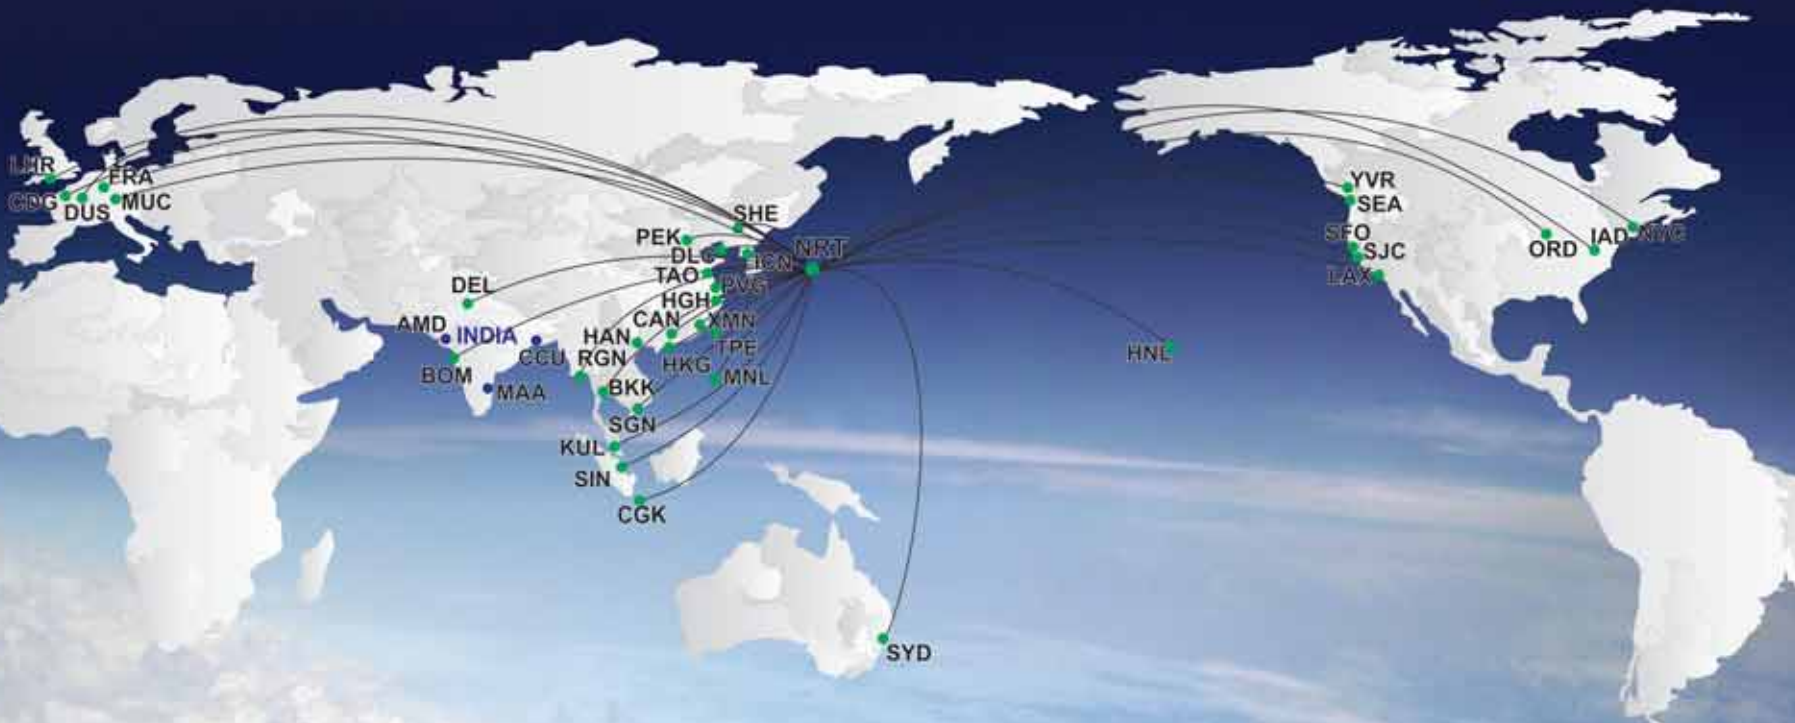 LHR
FRA
CDG
DUS
MUC
SHE
PEK
DLC
ICN
NRT
TAO
PVG
DEL
HGH
AMD
INDIA
CAN
XMN
HAN
CCU
RGN
HKG
TPE
BOM
MAA
BKK
MNL
SGN
KUL
SIN
CGK
SYD
HNL
YVR
SEA
SFO
SJC
LAX
ORD
IAD
NYC